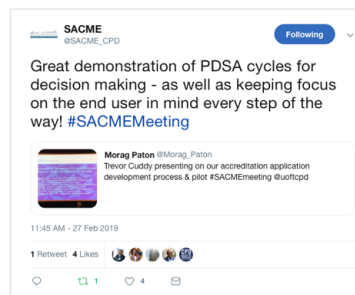 SACME
@SACME_CPD
Following
Great demonstration of PDSA cycles for
decision making - as well as keeping focus
on the end user in mind every step of the
way! #SACMEMeeting
Morag Paton @Morag_Paton
Trevor Cuddy presenting on our accreditation application
development process & pilot #SACMEmeeting @uoftcpd
11:45 AM - 27 Feb 2019
1 Retweet 4 Likes
1 4